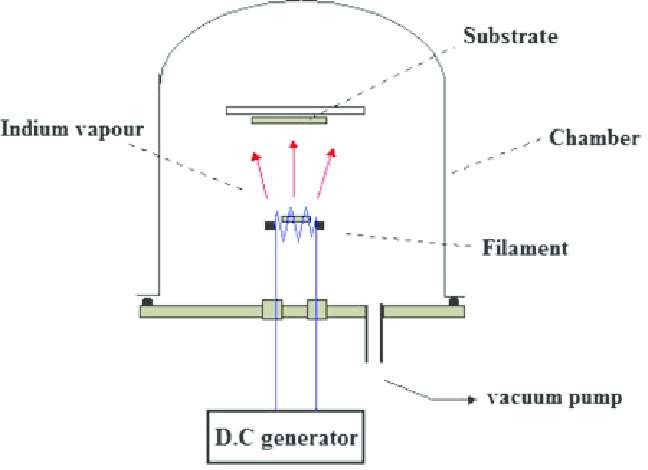 Substrate
Indium vapour
Chamber
Filament
vacuum pump
D.C generator